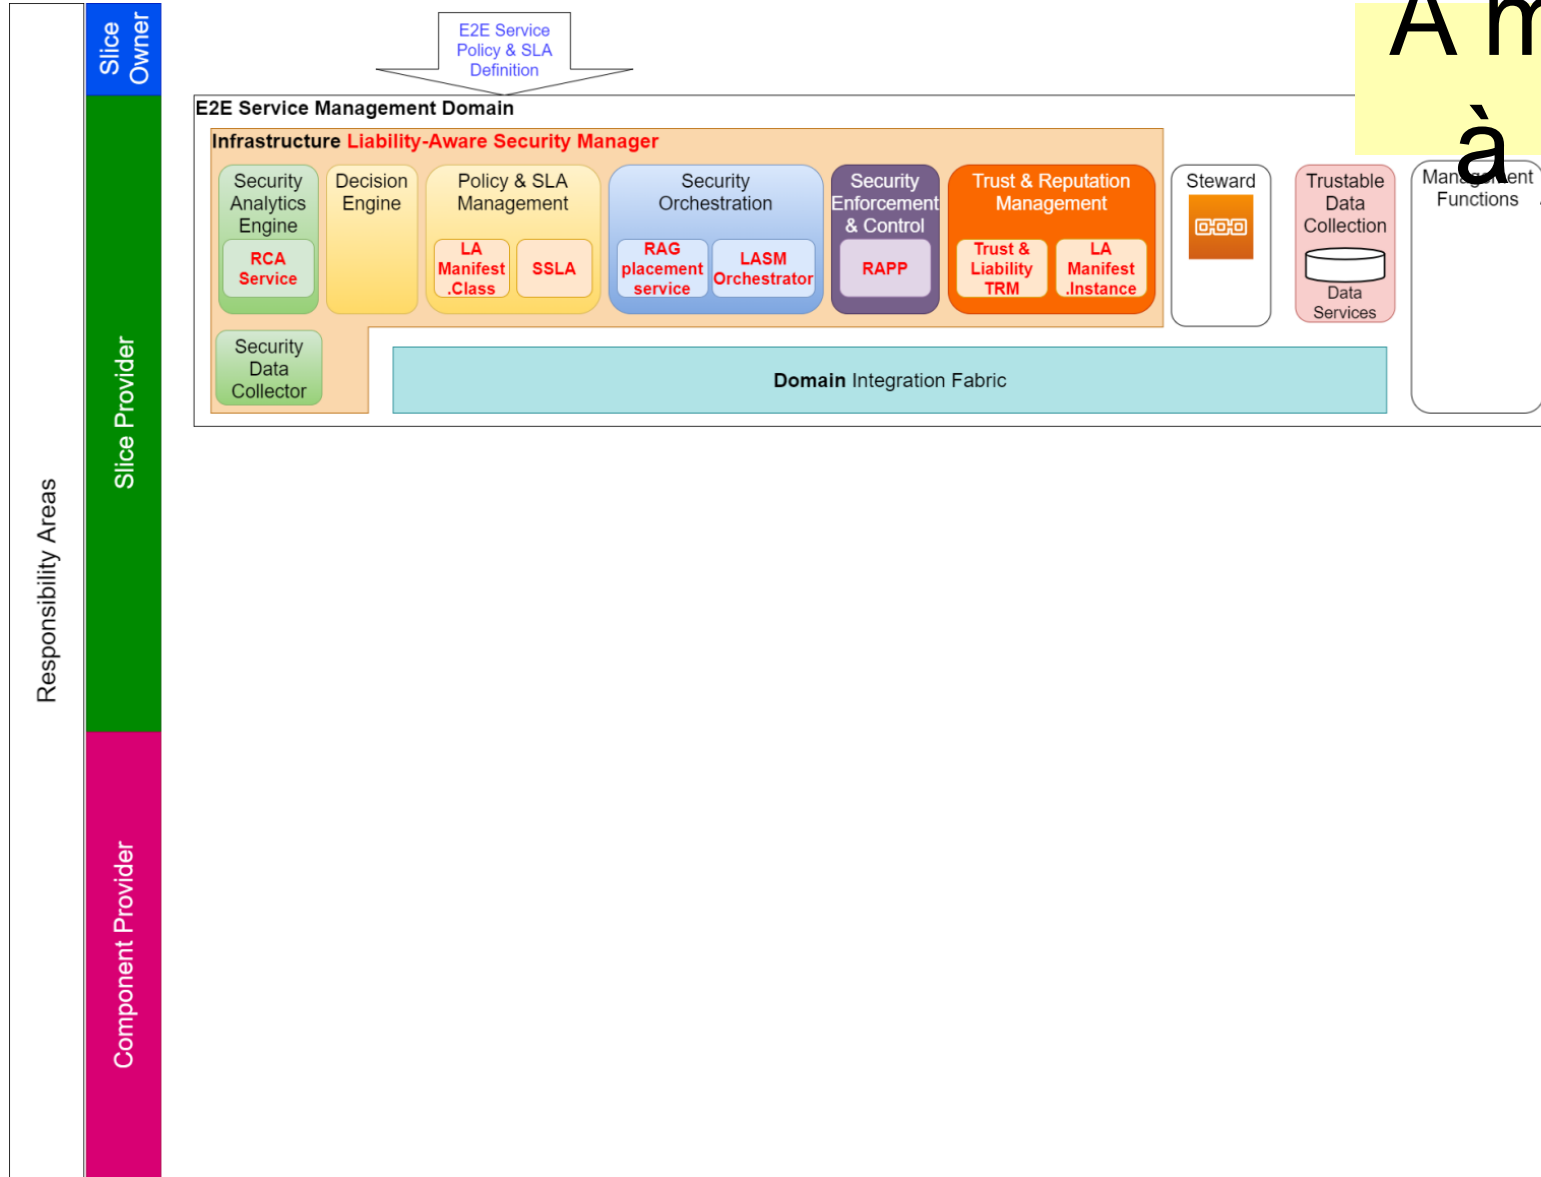 Responsibility Areas
Slice
Owner
Slice Provider
Component Provider
E2E Service
Policy & SLA
Definition
À
à
E2E Service Management Domain
Infrastructure Liability-Aware Security Manager
Security
Analytics
Engine
RCA
Service
Decision
Engine
Policy & SLA
Management
LA
Manifest
.Class
SSLA
Security
Orchestration
RAG
placement
service
LASM
Orchestrator
Security
Enforcement
& Control
RAPP
Trust & Reputation
Management
Trust &
Liability
TRM
LA
Manifest
.Instance
Steward
Trustable
Data
Collection
Data
Services
Management
Functions
Security
Data
Collector
Domain Integration Fabric